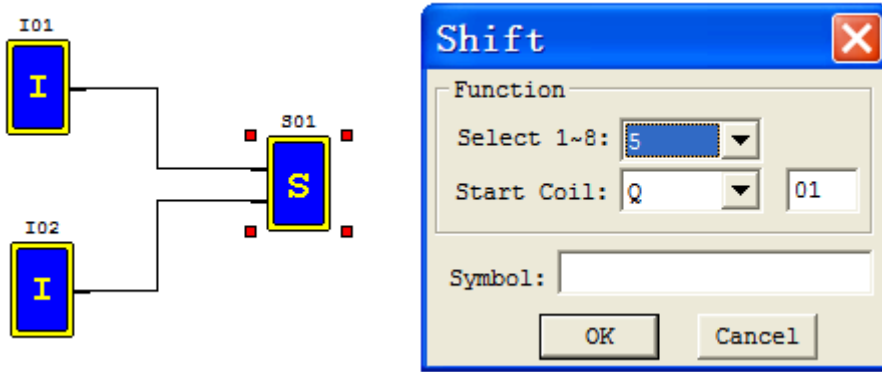 I01
I
S01
S
I02
I
Shift
Function
Select 1~8: 5
Start Coil: Q 01
Symbol:
OK Cancel